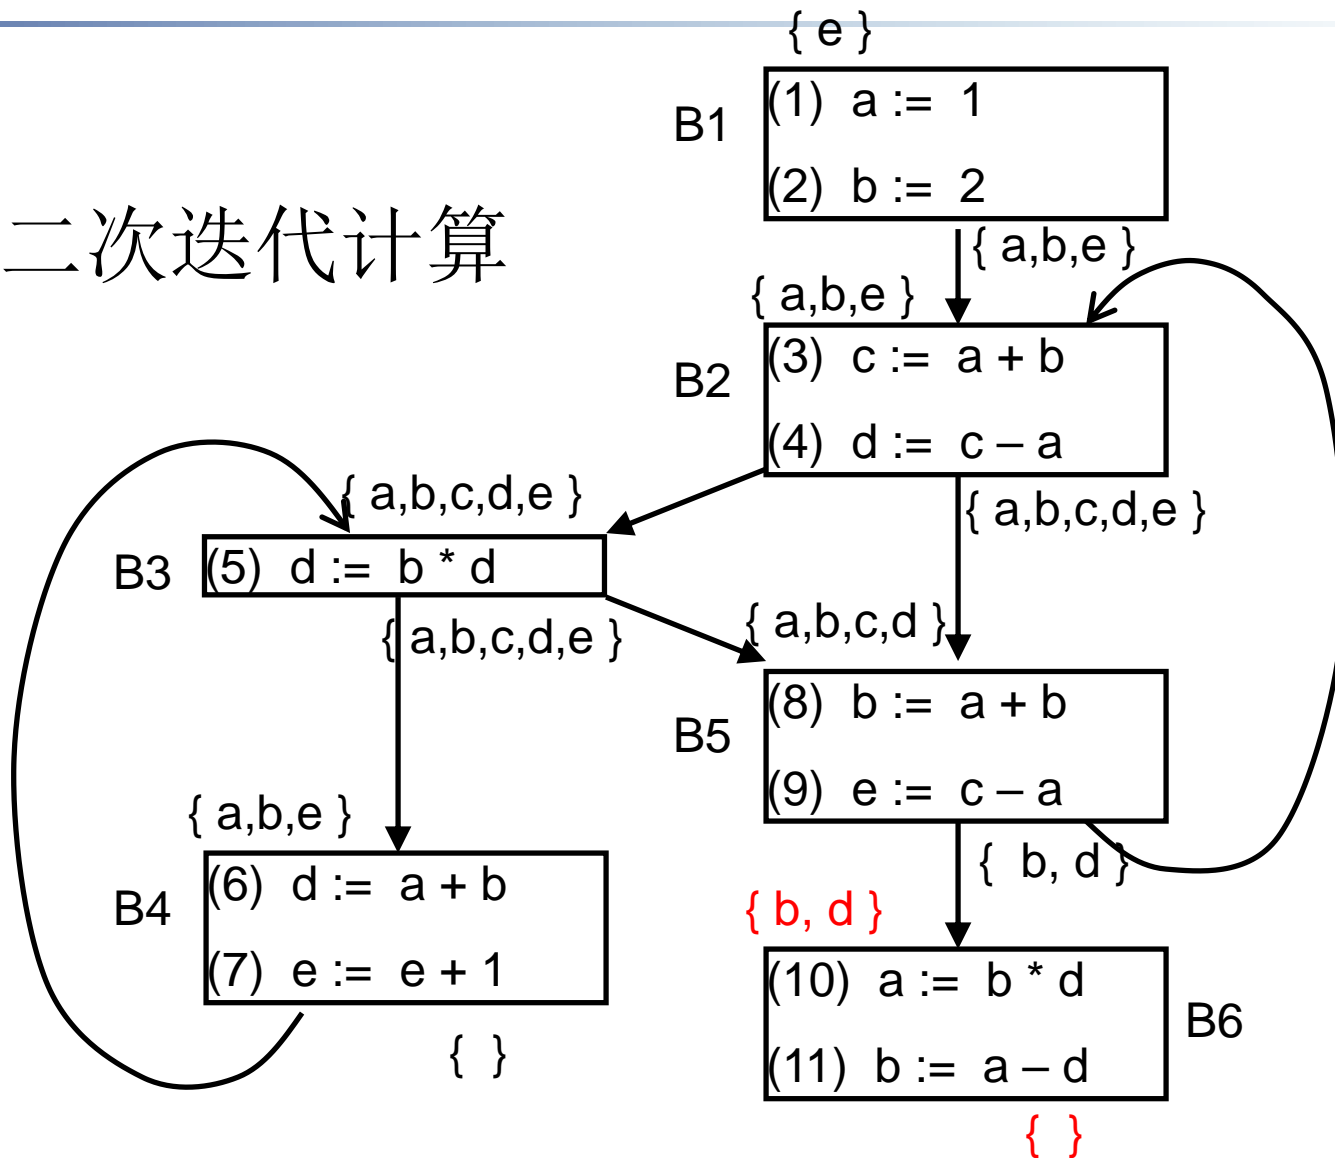 { e }
B1
(1) a := 1
(2) b := 2
二次迭代计算
{ a,b,e }
{ a,b,e }
B2
(3) c := a + b
(4) d := c – a
{ a,b,c,d,e }
{ a,b,c,d,e }
B3
(5) d := b * d
{ a,b,c,d,e }
{ a,b,c,d }
B5
(8) b := a + b
(9) e := c – a
{ a,b,e }
{ b, d }
B4
(6) d := a + b
(7) e := e + 1
{ }
{ b, d }
(10) a := b * d
(11) b := a – d
B6
{ }